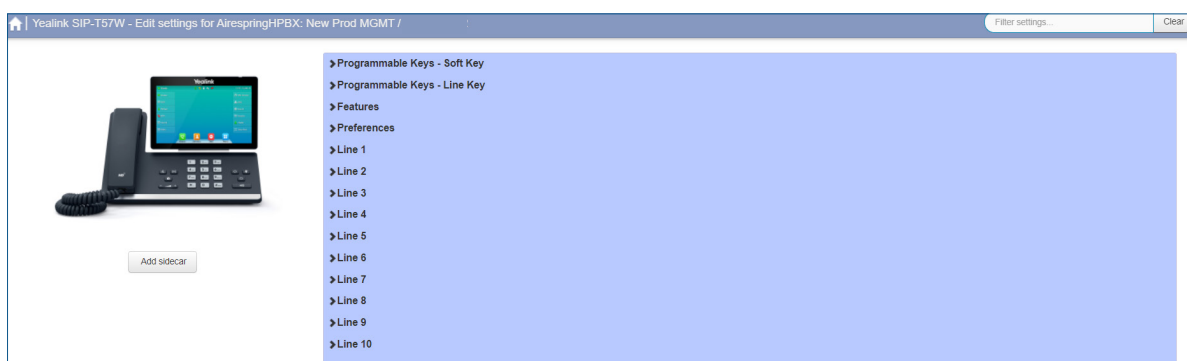 Yealink SIP-T57W - Edit settings for AirespringHPBX: New Prod MGMT /
Filter settings...
Clear
Yealink
Add sidecar
Programmable Keys - Soft Key
Programmable Keys - Line Key
Features
Preferences
Line 1
Line 2
Line 3
Line 4
Line 5
Line 6
Line 7
Line 8
Line 9
Line 10